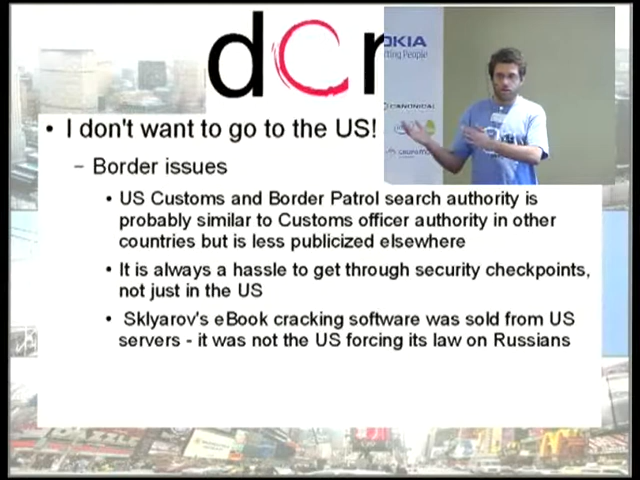 dcr
OKIA
ting People
CANONICAL
• I don't want to go to the US!
– Border issues
• US Customs and Border Patrol search authority is
probably similar to Customs officer authority in other
countries but is less publicized elsewhere
• It is always a hassle to get through security checkpoints,
not just in the US
• Sklyarov's eBook cracking software was sold from US
servers - it was not the US forcing its law on Russians